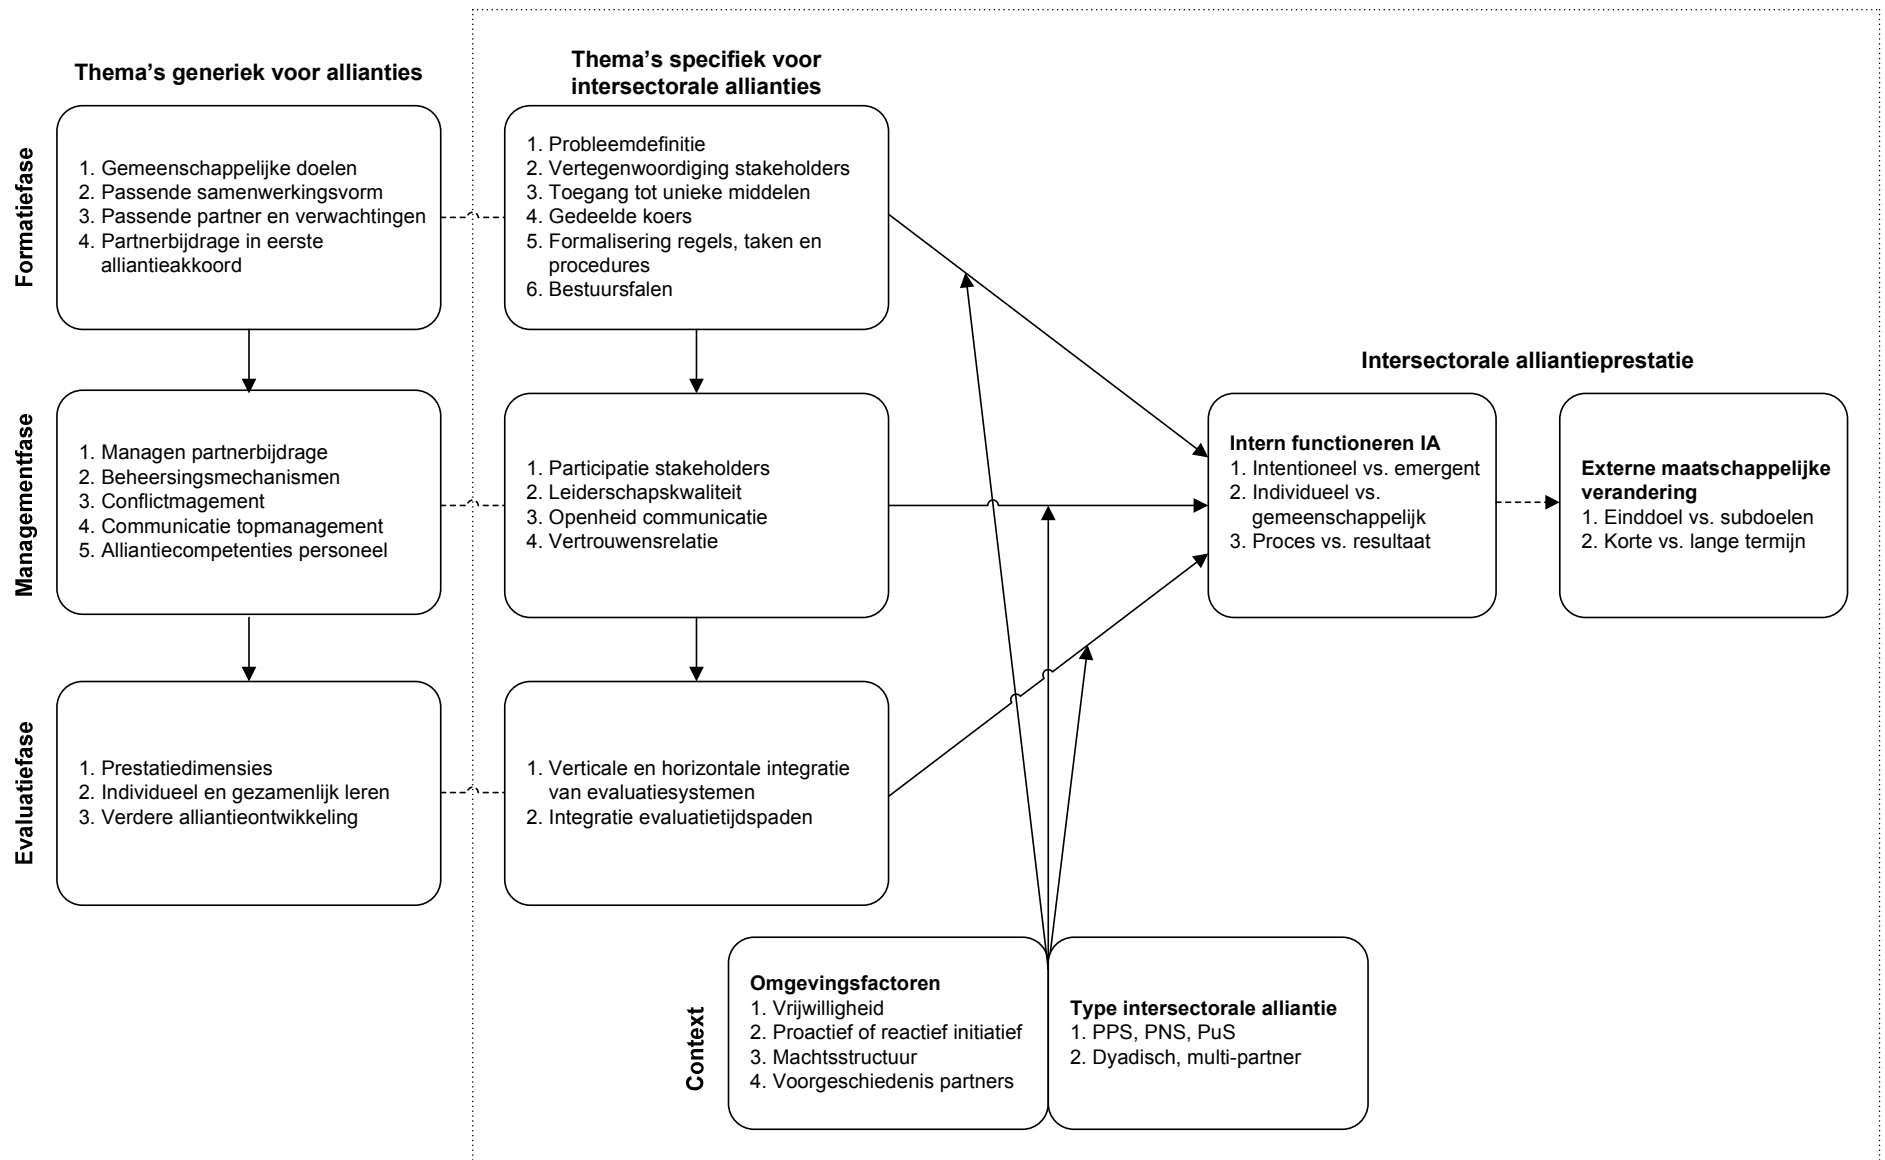 Thema's generiek voor allianties
Thema's specifiek voor
intersectorale allianties
Formatiefase
1. Gemeenschappelijke doelen
2. Passende samenwerkingsvorm
3. Passende partner en verwachtingen
4. Partnerbijdrage in eerste
alliantieakkoord
1. Probleemdefinitie
2. Vertegenwoordiging stakeholders
3. Toegang tot unieke middelen
4. Gedeelde koers
5. Formalisering regels, taken en
procedures
6. Bestuursfalen
Managementfase
1. Managen partnerbijdrage
2. Beheersingsmechanismen
3. Conflictmagement
4. Communicatie topmanagement
5. Alliantiecompetenties personeel
1. Participatie stakeholders
2. Leiderschapskwaliteit
3. Openheid communicatie
4. Vertrouwensrelatie
Intersectorale alliantieprestatie
Intern functioneren IA
1. Intentioneel vs. emergent
2. Individueel vs.
gemeenschappelijk
3. Proces vs. resultaat
Externe maatschappelijke
verandering
1. Einddoel vs. subdoelen
2. Korte vs. lange termijn
Evaluatiefase
1. Prestatiedimensies
2. Individueel en gezamenlijk leren
3. Verdere alliantieontwikkeling
1. Verticale en horizontale integratie
van evaluatiesystemen
2. Integratie evaluatietijdspaden
Context
Omgevingsfactoren
1. Vrijwilligheid
2. Proactief of reactief initiatief
3. Machtsstructuur
4. Voorgeschiedenis partners
Type intersectorale alliantie
1. PPS, PNS, PuS
2. Dyadisch, multi-partner